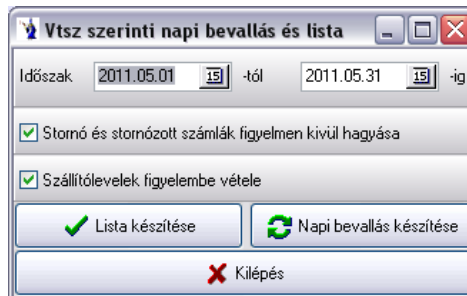 Vtsz szerinti napi bevallás és lista
Időszak 2011.05.01 15 -tól 2011.05.31 15 -ig
Stornó és stornózott számlák figyelmen kivül hagyása
Szállítólevelek figyelembe vétele
Lista készítése Napi bevallás készítése
Kilépés